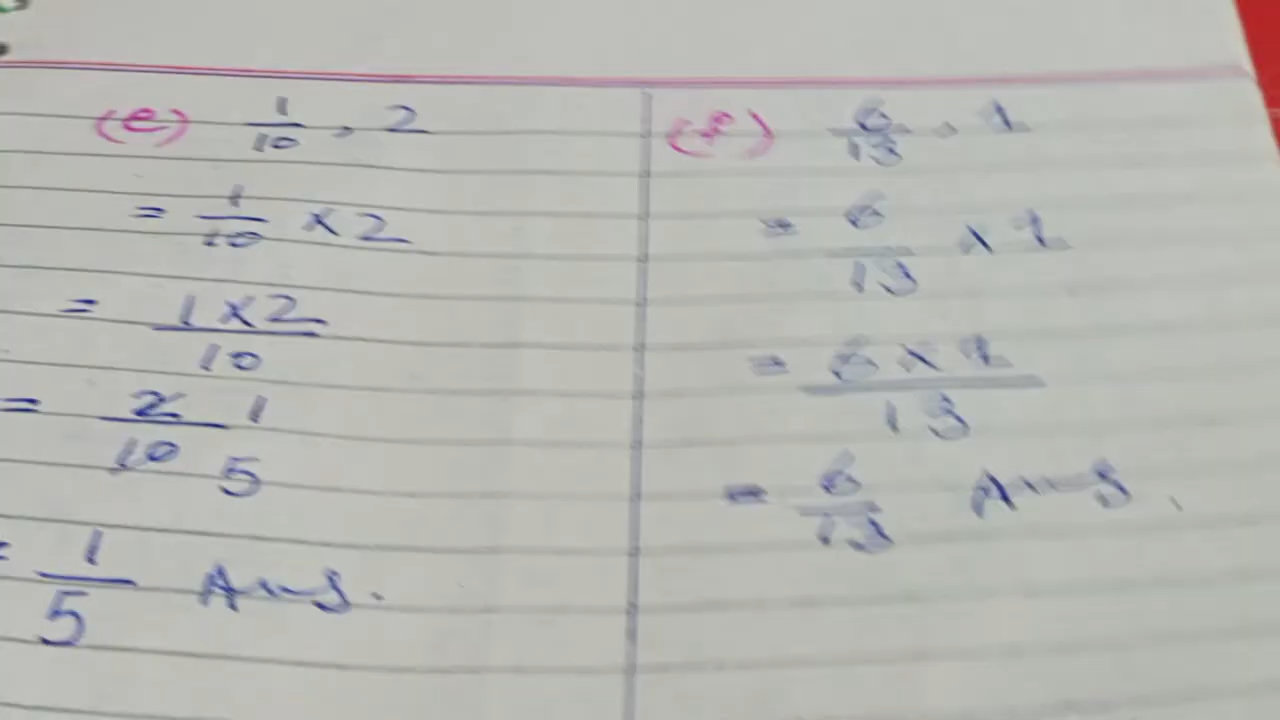 (e) 1/10 , 2
= 1/10 × 2
= 1 × 2 / 10
= 2/10 1/5
= 1/5 Ans.
(f) 6/13 , 1
= 6/13 × 1
= 6 × 1 / 13
= 6/13 Ans.